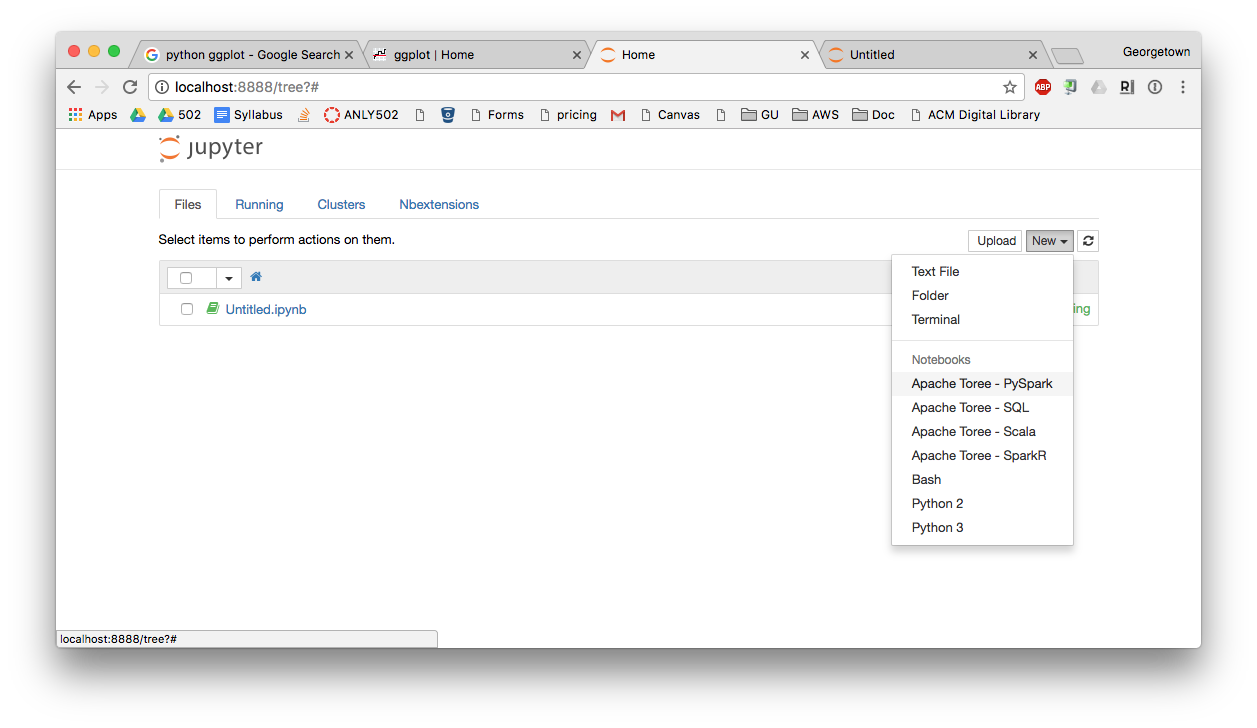 python ggplot - Google Search
ggplot | Home
Home
Untitled
Georgetown
localhost:8888/tree?#
ABP
R
Apps
502
Syllabus
ANLY502
Forms
pricing
Canvas
GU
AWS
Doc
ACM Digital Library
jupyter
Files
Running
Clusters
Nbextensions
Select items to perform actions on them.
Upload
New
Untitled.ipynb
ing
Text File
Folder
Terminal
Notebooks
Apache Toree - PySpark
Apache Toree - SQL
Apache Toree - Scala
Apache Toree - SparkR
Bash
Python 2
Python 3
localhost:8888/tree?#